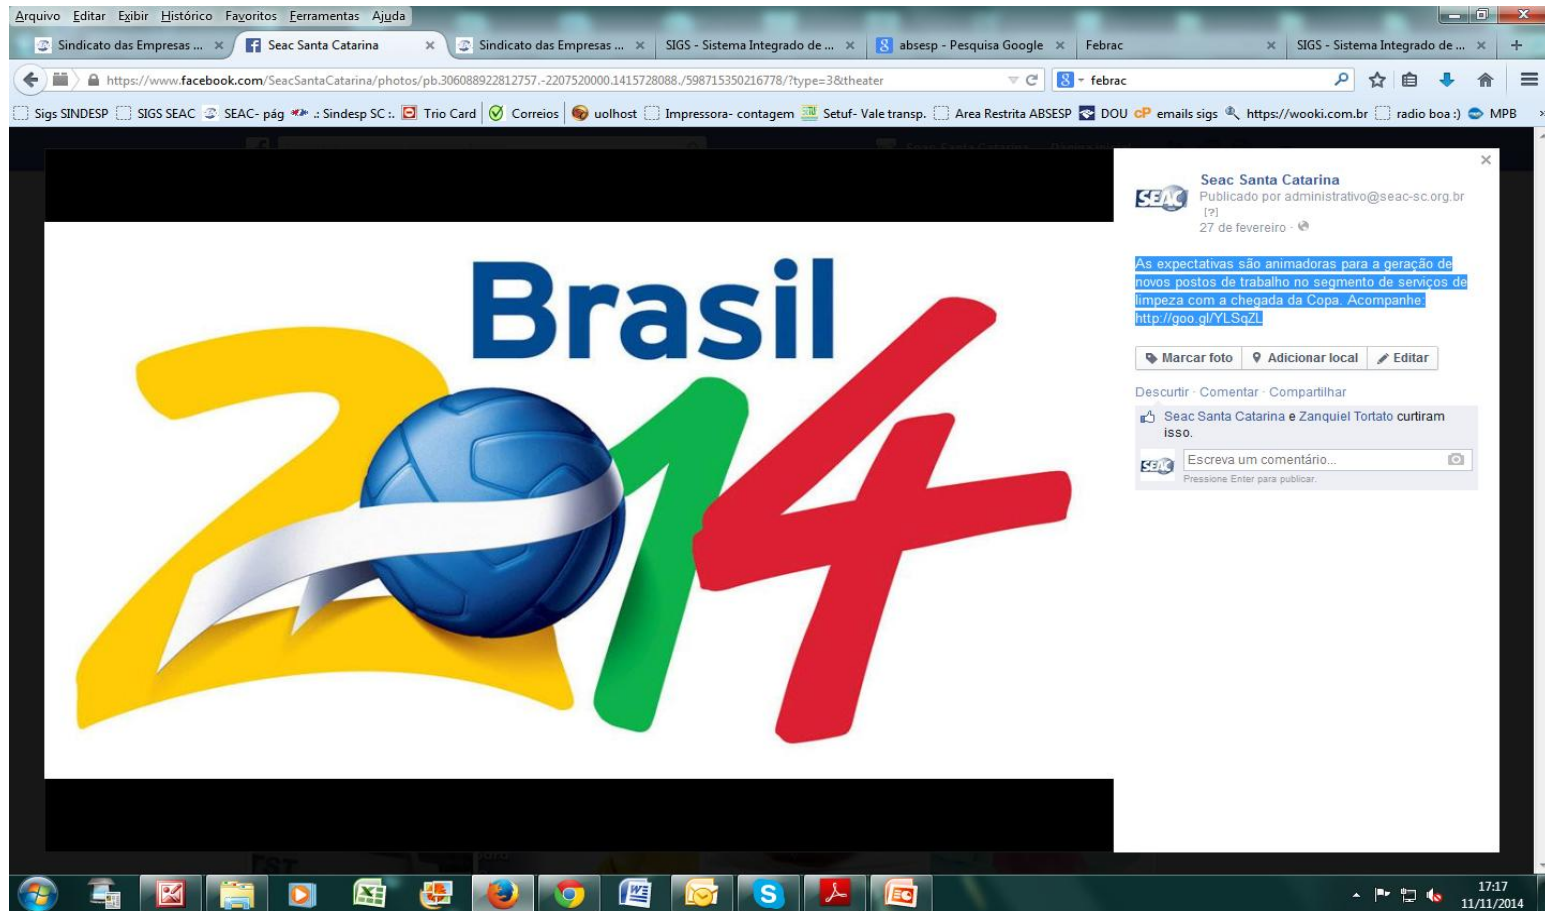 Arquivo Editar Exibir Histórico Favoritos Ferramentas Ajuda
Sindicato das Empresas ... Seac Santa Catarina Sindicato das Empresas ... SIGS - Sistema Integrado de ... absesp - Pesquisa Google Febrac SIGS - Sistema Integrado de ...
https://www.facebook.com/SeacSantaCatarina/photos/pb.306088922812757.-2207520000.1415728088./598715350216778/?type=3&theater febrac
Sigs SINDESP SIGS SEAC SEAC- pág .: Sindesp SC :. Trio Card Correios uolhost Impressora- contagem Setuf- Vale transp. Area Restrita ABSESP DOU cP emails sigs https://wooki.com.br radio boa :) MPB
Brasil
2014
SEAC
Seac Santa Catarina
Publicado por administrativo@seac-sc.org.br
[?]
27 de fevereiro ·
As expectativas são animadoras para a geração de
novos postos de trabalho no segmento de serviços de
limpeza com a chegada da Copa. Acompanhe:
http://goo.gl/YLSqZL
Marcar foto Adicionar local Editar
Descurtir · Comentar · Compartilhar
Seac Santa Catarina e Zanquiel Tortato curtiram
isso.
SEAC Escreva um comentário...
Pressione Enter para publicar.
17:17
11/11/2014